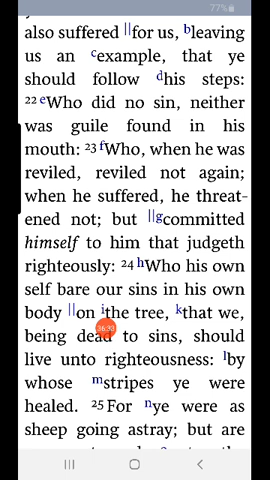 77%
also suffered ||for us, bleaving
us an cexample, that ye
should follow dhis steps:
22 eWho did no sin, neither
was guile found in his
mouth: 23 fWho, when he was
reviled, reviled not again;
when he suffered, he threat-
ened not; but ||gcommitted
himself to him that judgeth
righteously: 24 hWho his own
self bare our sins in his own
body ||on ithe tree, kthat we,
36:93
being dead to sins, should
live unto righteousness: lby
whose mstripes ye were
healed. 25 For nye were as
sheep going astray; but are